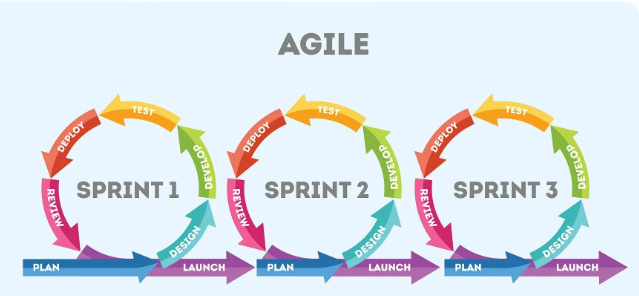 AGILE
SPRINT 1
PLAN
DESIGN
DEVELOP
TEST
DEPLOY
REVIEW
LAUNCH
SPRINT 2
PLAN
DESIGN
DEVELOP
TEST
DEPLOY
REVIEW
LAUNCH
SPRINT 3
PLAN
DESIGN
DEVELOP
TEST
DEPLOY
REVIEW
LAUNCH